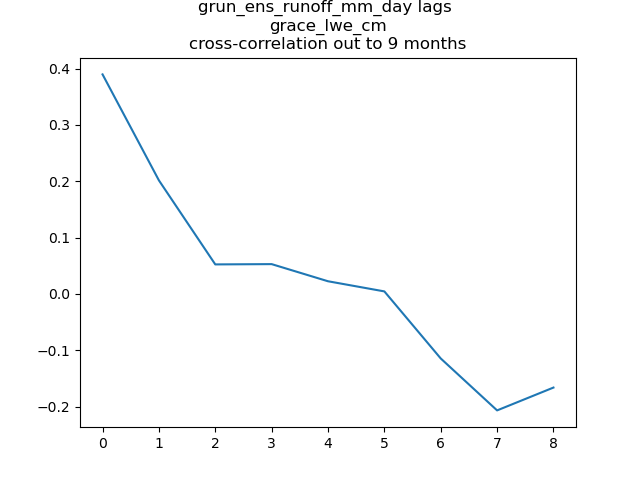 grun_ens_runoff_mm_day lags
grace_lwe_cm
cross-correlation out to 9 months
0.4
0.3
0.2
0.1
0.0
−0.1
−0.2
0 1 2 3 4 5 6 7 8